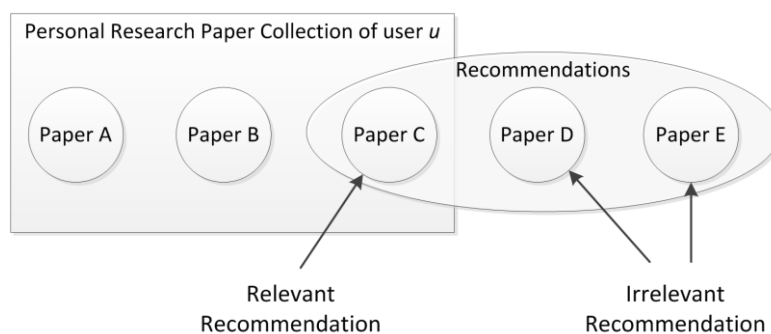 Personal Research Paper Collection of user u
Recommendations
Paper A
Paper B
Paper C
Paper D
Paper E
Relevant
Recommendation
Irrelevant
Recommendation